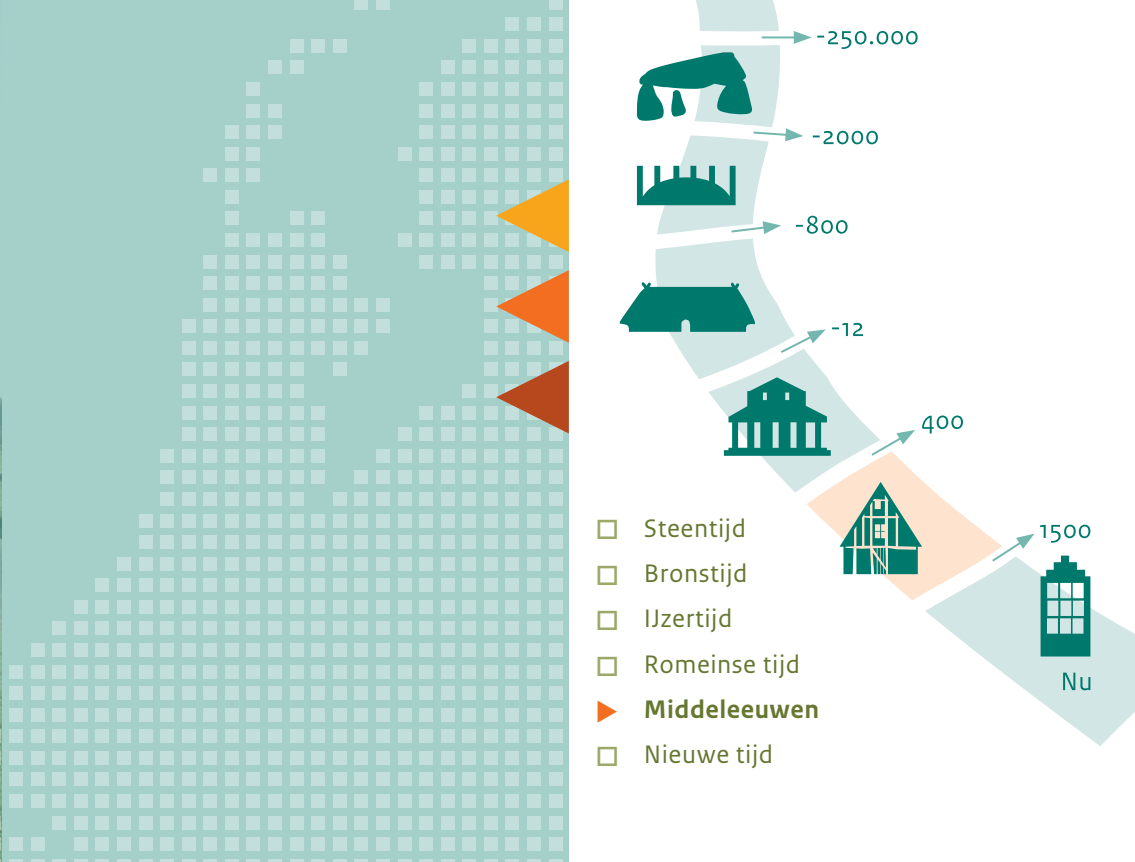 -250.000
-2000
-800
-12
400
1500
Nu
Steentijd
Bronstijd
IJzertijd
Romeinse tijd
Middeleeuwen
Nieuwe tijd